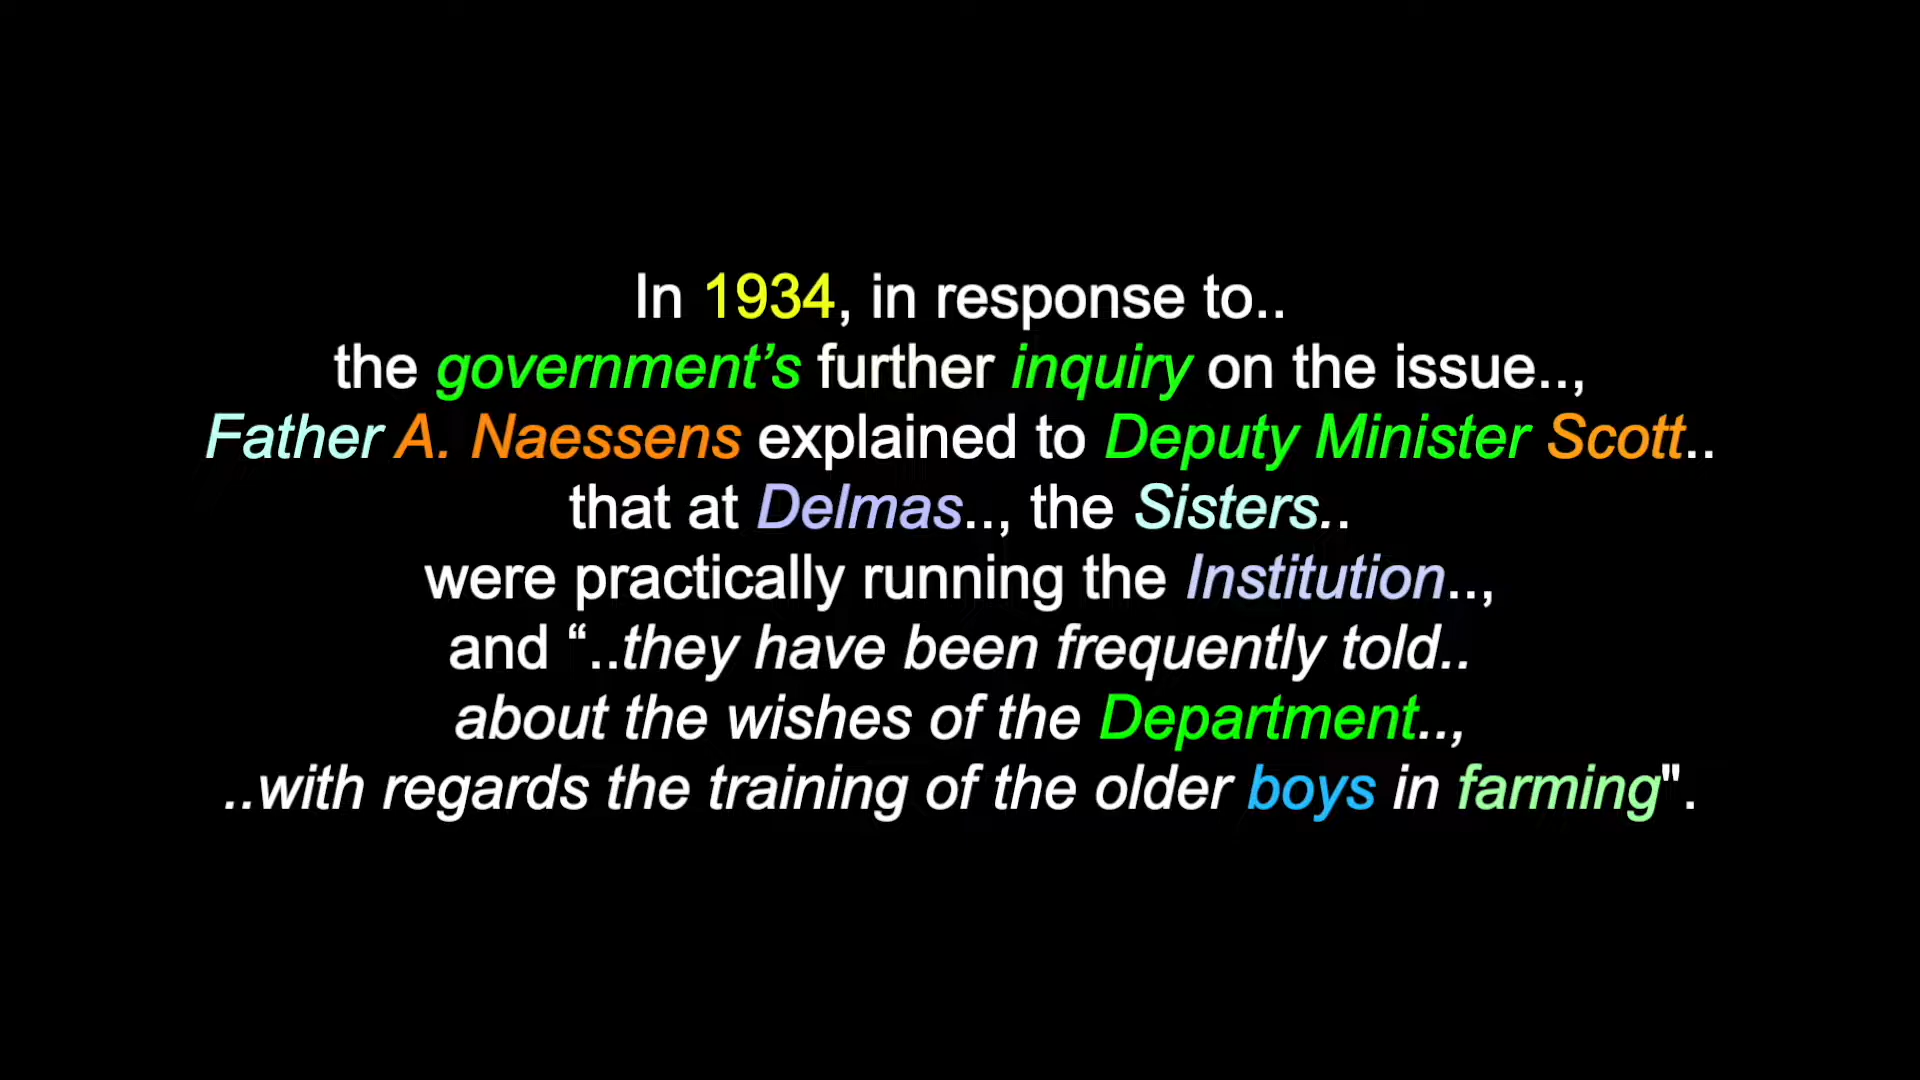 In 1934, in response to..
the government’s further inquiry on the issue..,
Father A. Naessens explained to Deputy Minister Scott..
that at Delmas.., the Sisters..
were practically running the Institution..,
and “..they have been frequently told..
about the wishes of the Department..,
..with regards the training of the older boys in farming".